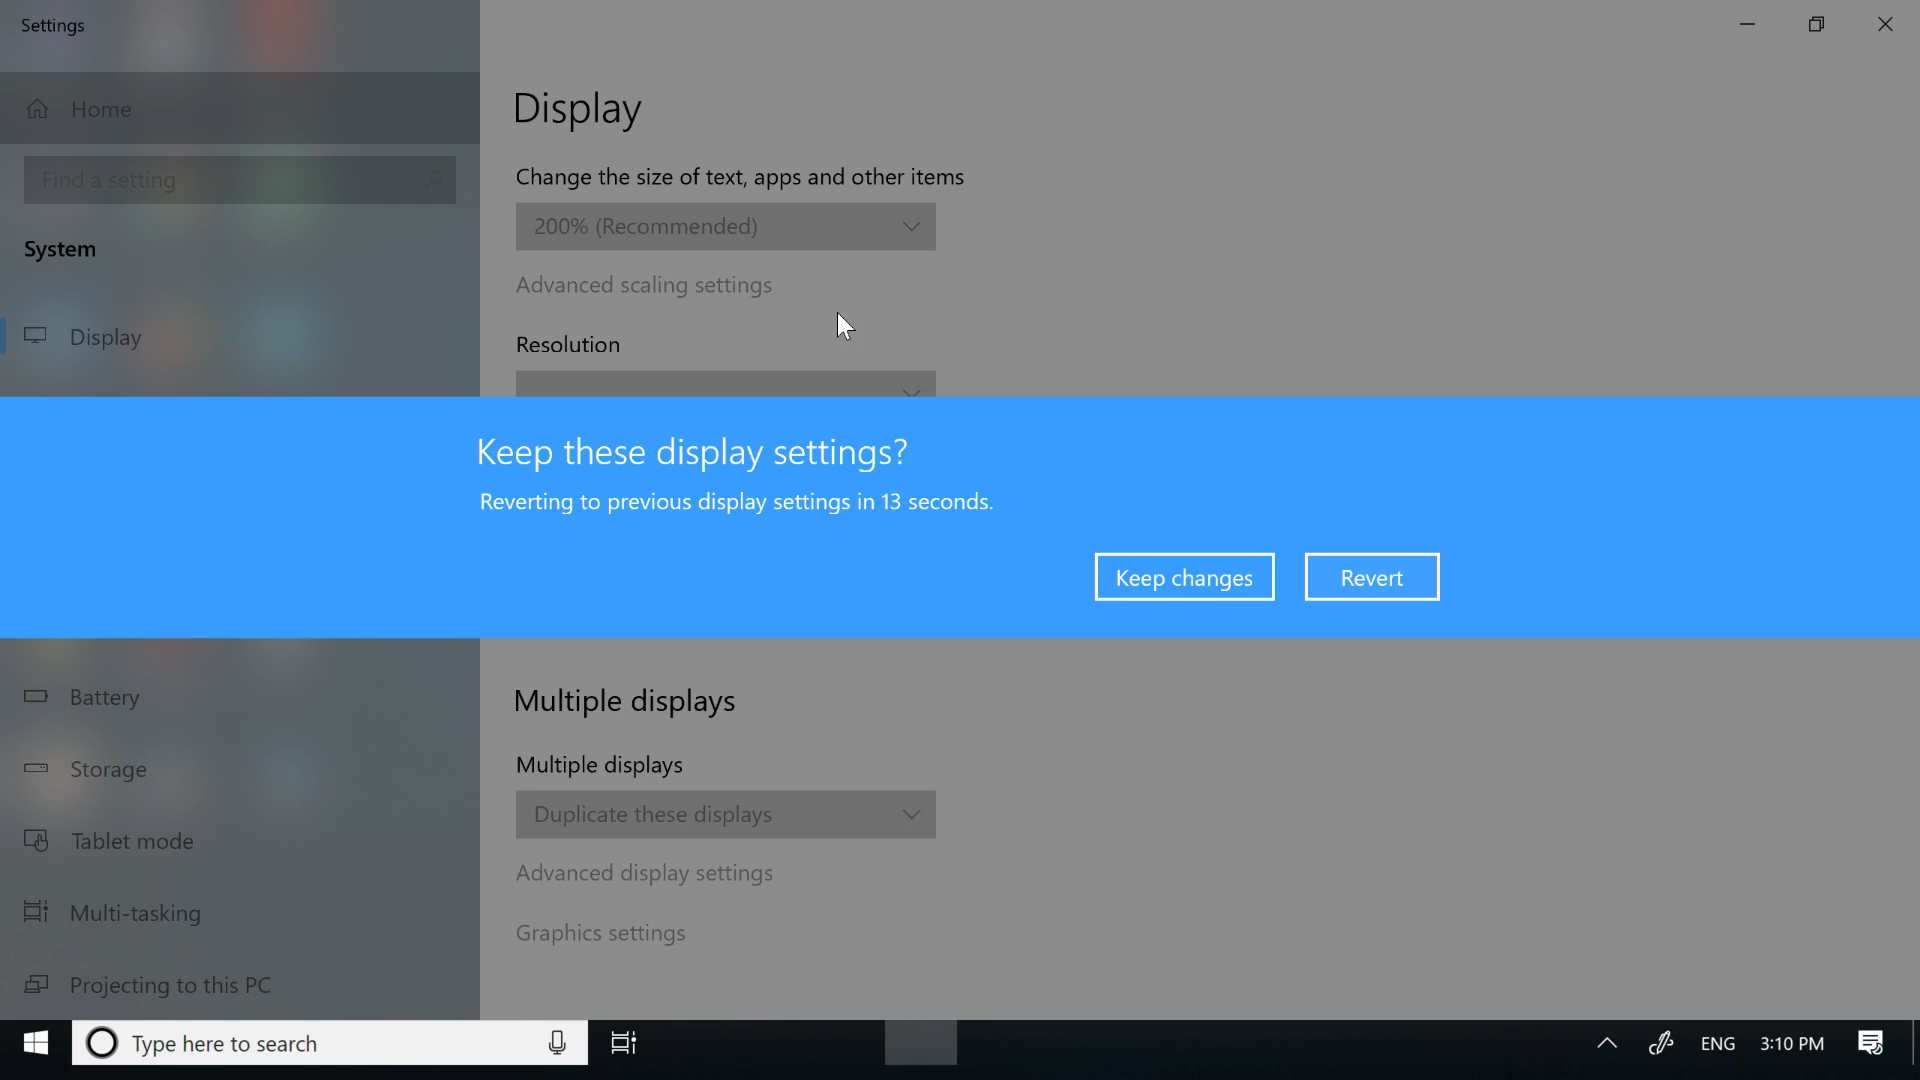 Settings
Home
Find a setting
System
Display
Display
Change the size of text, apps and other items
200% (Recommended)
Advanced scaling settings
Resolution
Keep these display settings?
Reverting to previous display settings in 13 seconds.
Keep changes
Revert
Battery
Storage
Tablet mode
Multi-tasking
Projecting to this PC
Multiple displays
Multiple displays
Duplicate these displays
Advanced display settings
Graphics settings
Type here to search
ENG
3:10 PM